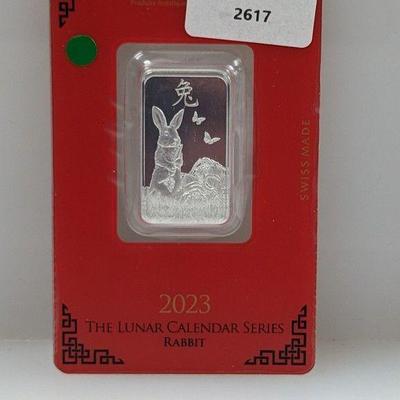 2617
兔
SWISS MADE
2023
THE LUNAR CALENDAR SERIES
RABBIT